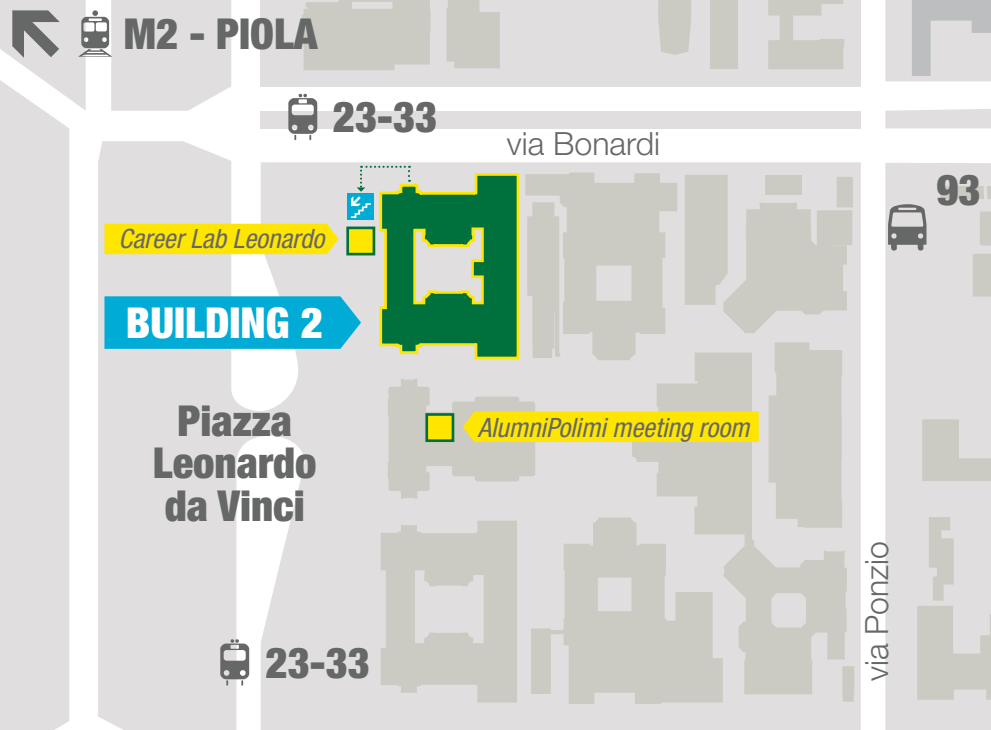 M2 - PIOLA
23-33
via Bonardi
93
Career Lab Leonardo
BUILDING 2
Piazza
Leonardo
da Vinci
AlumniPolimi meeting room
via Ponzio
23-33